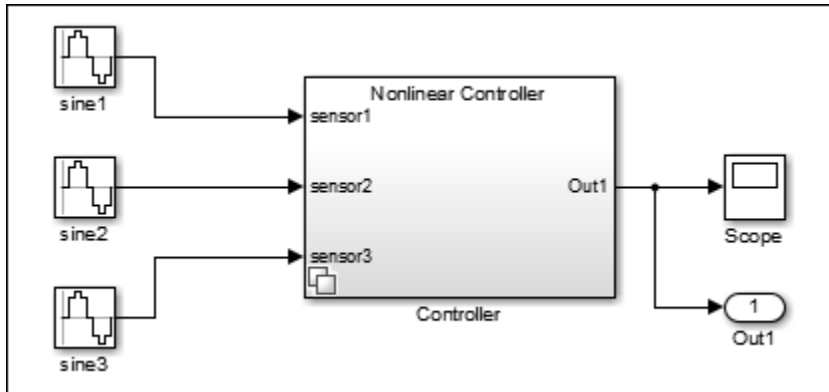 sine1
sine2
sine3
Nonlinear Controller
sensor1
sensor2
sensor3
Out1
Controller
Scope
1
Out1